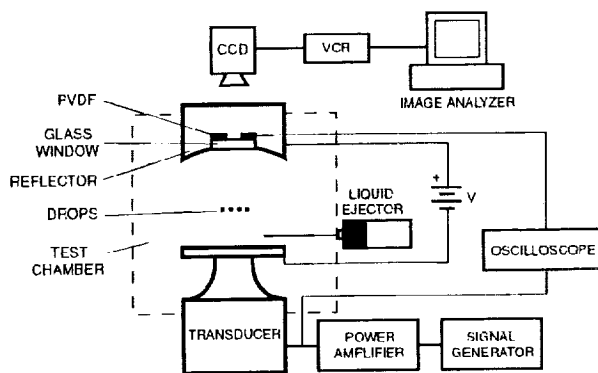 CCD
VCR
IMAGE ANALYZER
PVDF
GLASS
WINDOW
REFLECTOR
DROPS
TEST
CHAMBER
LIQUID
EJECTOR
+
V
OSCILLOSCOPE
TRANSDUCER
POWER
AMPLIFIER
SIGNAL
GENERATOR